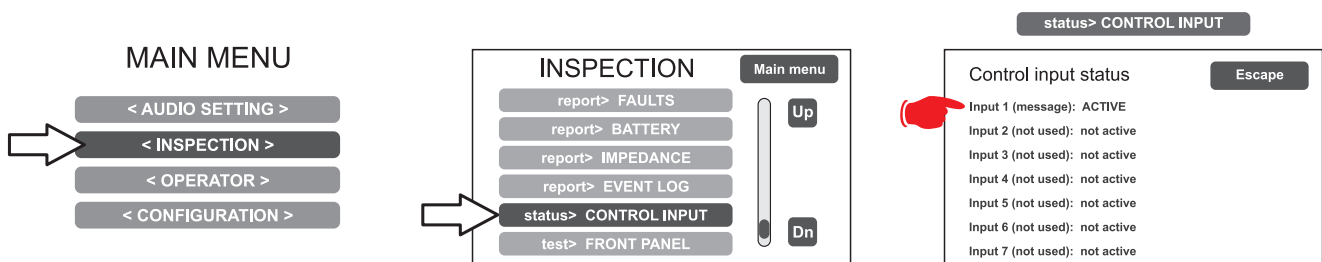 MAIN MENU
< AUDIO SETTING >
< INSPECTION >
< OPERATOR >
< CONFIGURATION >
INSPECTION
Main menu
report> FAULTS
report> BATTERY
report> IMPEDANCE
report> EVENT LOG
status> CONTROL INPUT
test> FRONT PANEL
Up
Dn
status> CONTROL INPUT
Control input status
Escape
Input 1 (message): ACTIVE
Input 2 (not used): not active
Input 3 (not used): not active
Input 4 (not used): not active
Input 5 (not used): not active
Input 6 (not used): not active
Input 7 (not used): not active